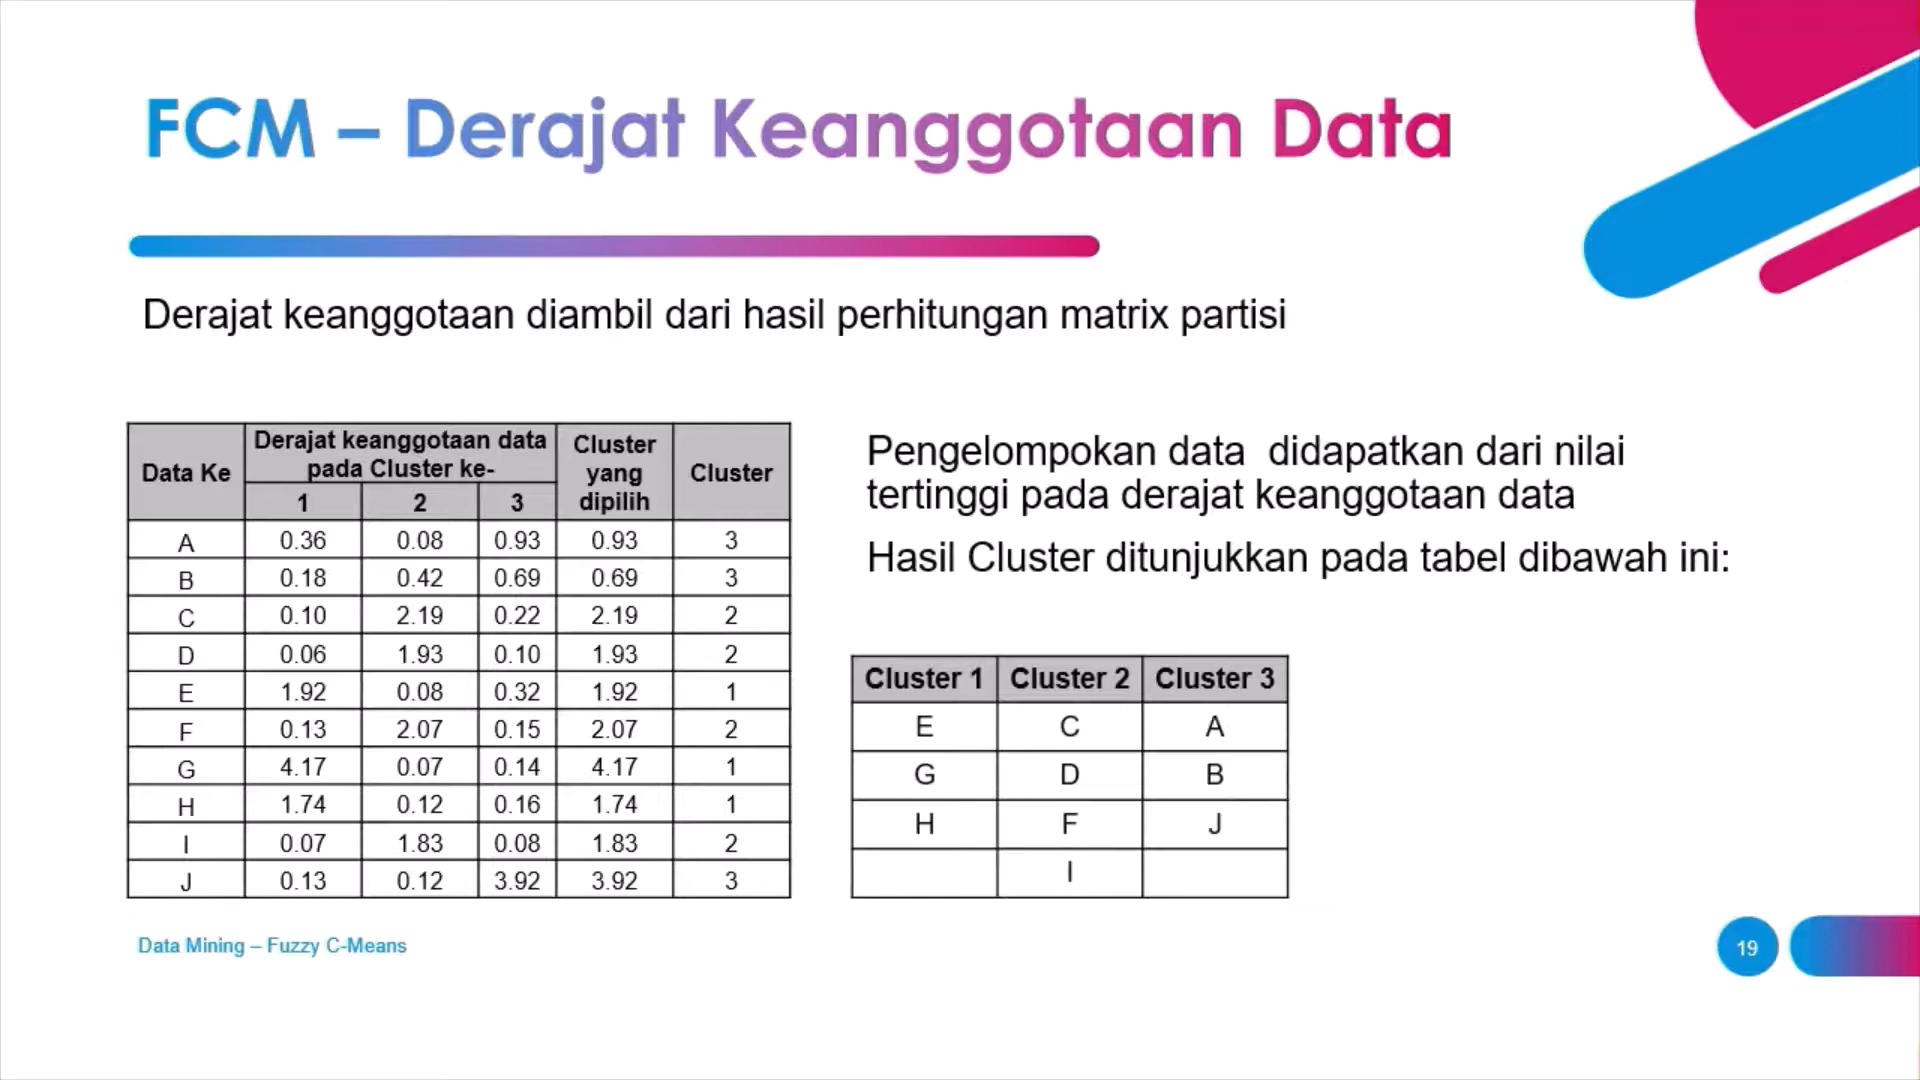 FCM – Derajat Keanggotaan Data
Derajat keanggotaan diambil dari hasil perhitungan matrix partisi
Data Ke
Derajat keanggotaan data
pada Cluster ke-
1 2 3
Cluster
yang
dipilih
Cluster
A 0.36 0.08 0.93 0.93 3
B 0.18 0.42 0.69 0.69 3
C 0.10 2.19 0.22 2.19 2
D 0.06 1.93 0.10 1.93 2
E 1.92 0.08 0.32 1.92 1
F 0.13 2.07 0.15 2.07 2
G 4.17 0.07 0.14 4.17 1
H 1.74 0.12 0.16 1.74 1
I 0.07 1.83 0.08 1.83 2
J 0.13 0.12 3.92 3.92 3
Pengelompokan data didapatkan dari nilai
tertinggi pada derajat keanggotaan data
Hasil Cluster ditunjukkan pada tabel dibawah ini:
Cluster 1 Cluster 2 Cluster 3
E C A
G D B
H F J
I
Data Mining – Fuzzy C-Means
19